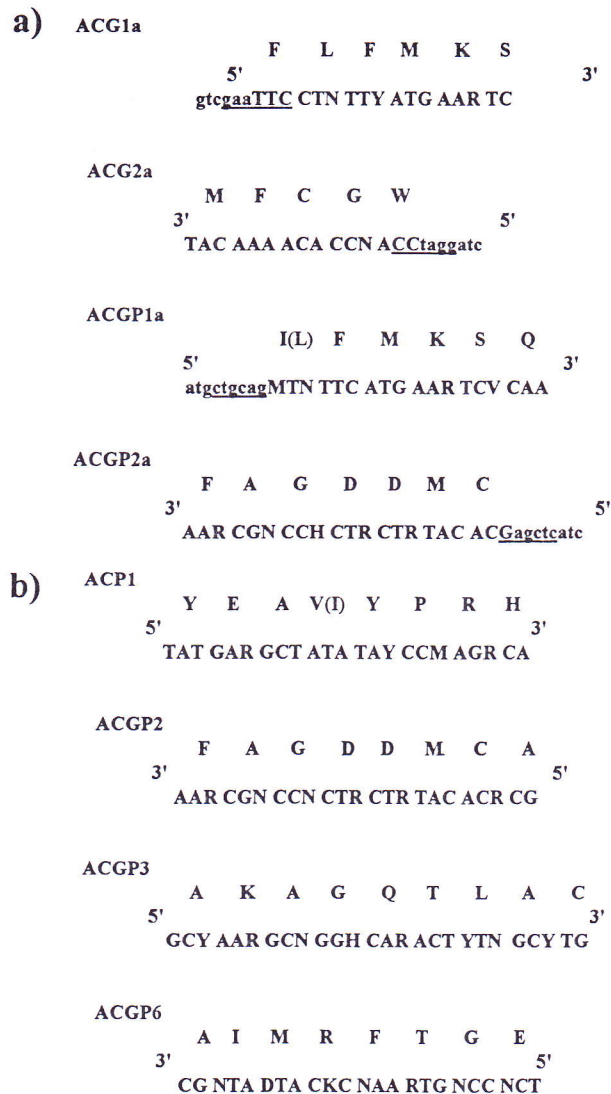 a)
ACG1a
F L F M K S
5' 3'
gtcgaaTTC CTN TTY ATG AAR TC
ACG2a
M F C G W
3' 5'
TAC AAA ACA CCN ACCtaggatc
ACGP1a
I(L) F M K S Q
5' 3'
atgctgcagMTN TTC ATG AAR TCV CAA
ACGP2a
F A G D D M C
3' 5'
AAR CGN CCH CTR CTR TAC ACGagctcatc
b)
ACP1
Y E A V(I) Y P R H
5' 3'
TAT GAR GCT ATA TAY CCM AGR CA
ACGP2
F A G D D M C A
3' 5'
AAR CGN CCN CTR CTR TAC ACR CG
ACGP3
A K A G Q T L A C
5' 3'
GCY AAR GCN GGH CAR ACT YTN GCY TG
ACGP6
A I M R F T G E
3' 5'
CG NTA DTA CKC NAA RTG NCC NCT